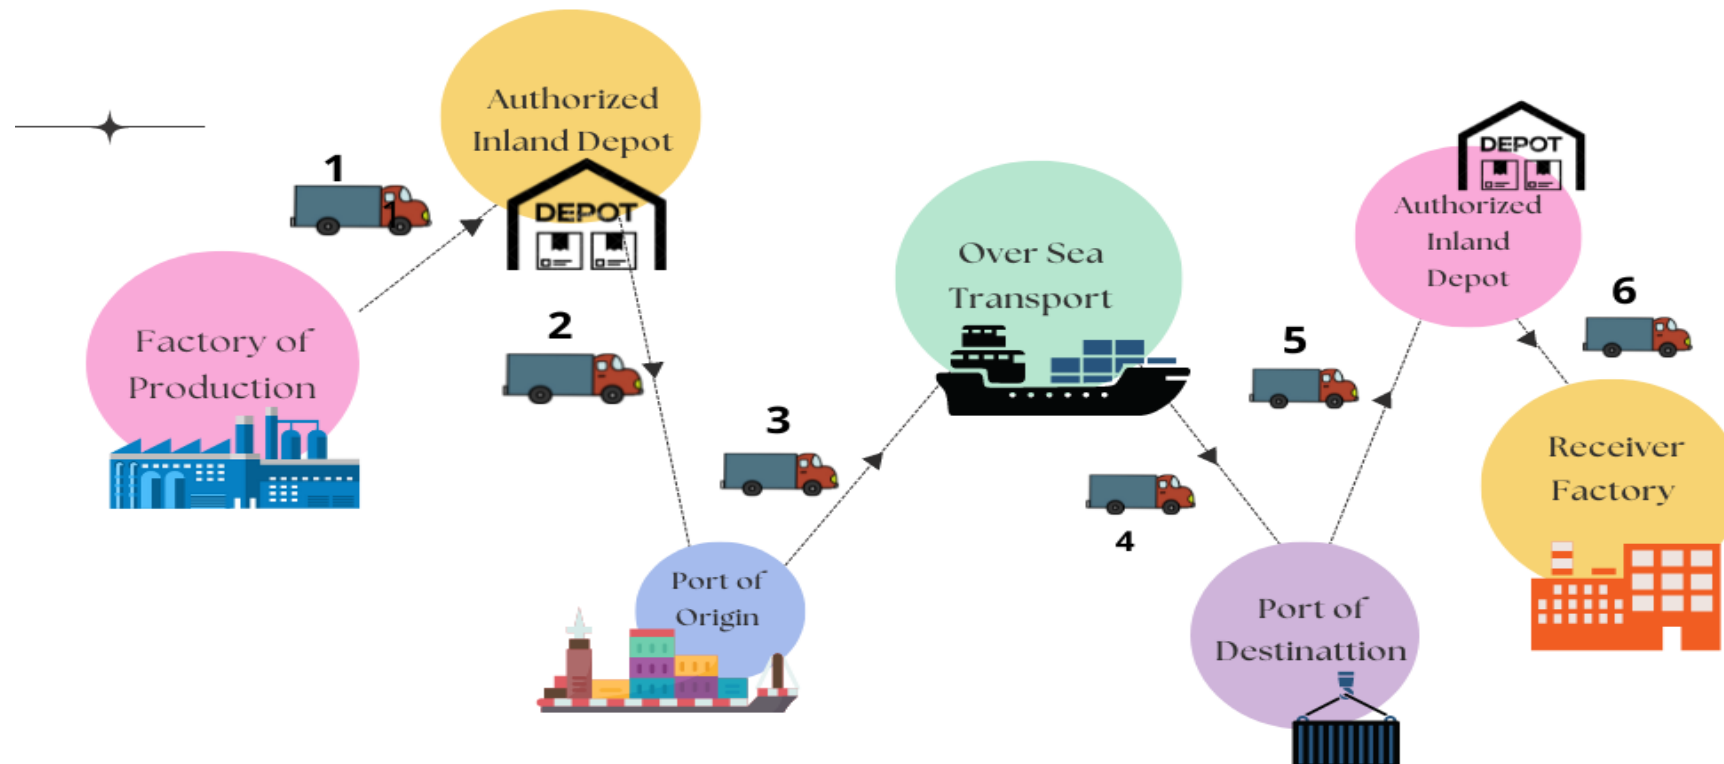 1
1
Authorized
Inland Depot
DEPOT
Factory of
Production
2
Port of
Origin
3
Over Sea
Transport
4
Port of
Destinattion
5
DEPOT
Authorized
Inland
Depot
6
Receiver
Factory